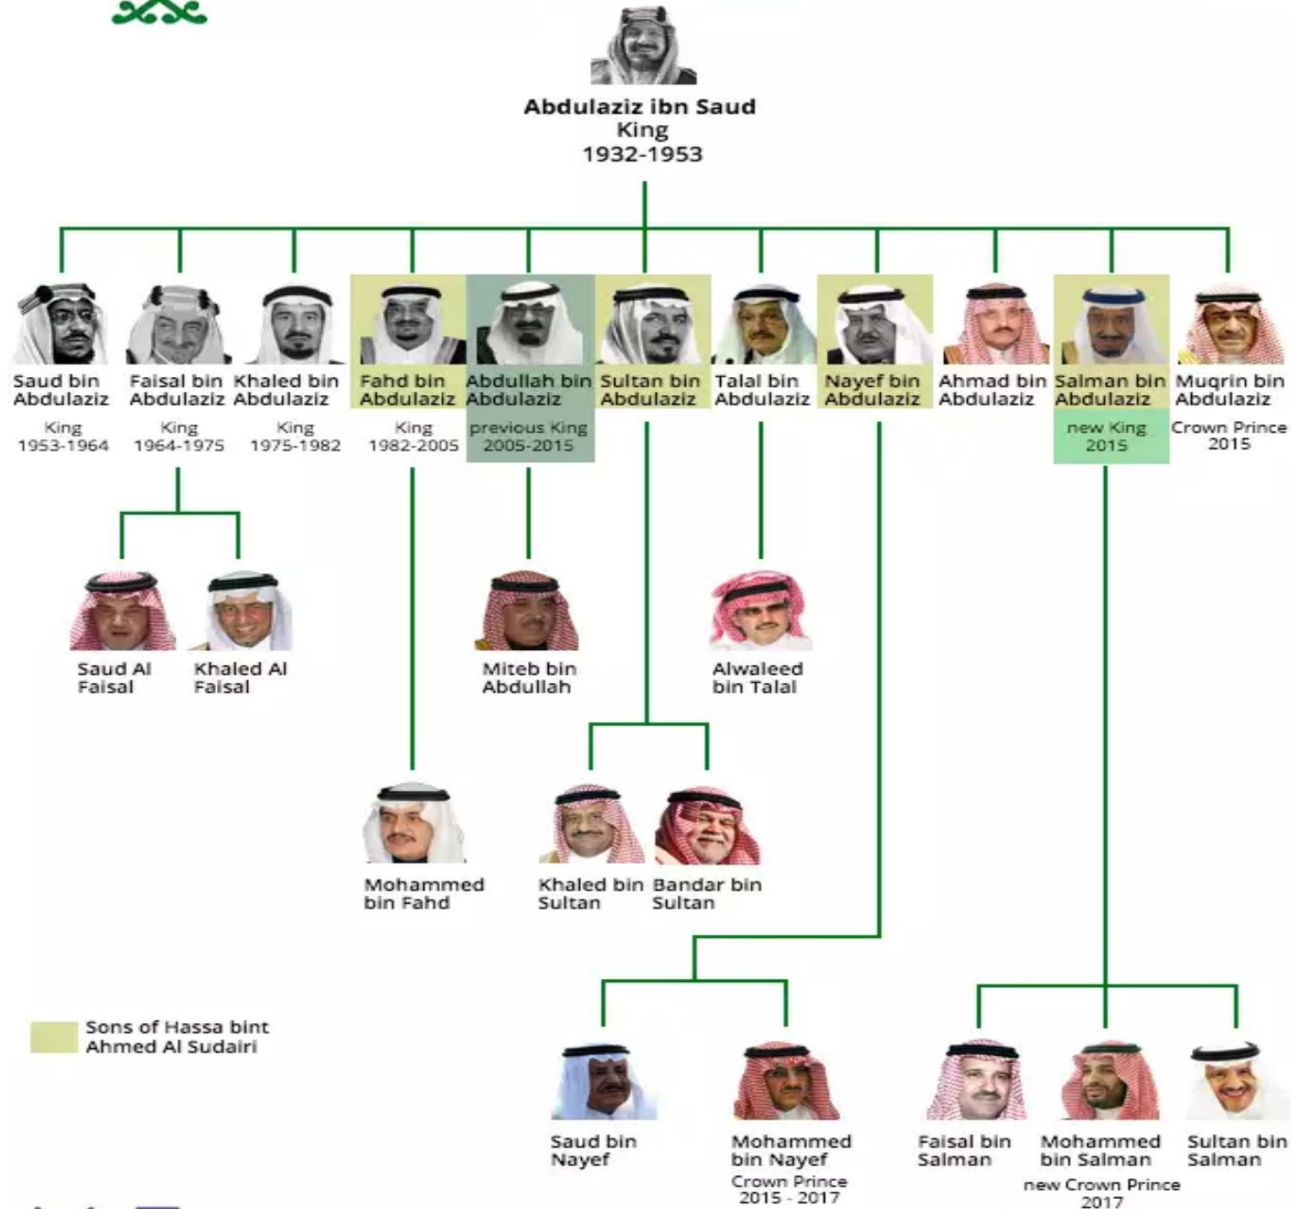 Abdulaziz ibn Saud
King
1932-1953
Saud bin
Abdulaziz
King
1953-1964
Faisal bin
Abdulaziz
King
1964-1975
Khaled bin
Abdulaziz
King
1975-1982
Fahd bin
Abdulaziz
King
1982-2005
Abdullah bin
Abdulaziz
previous King
2005-2015
Sultan bin
Abdulaziz
Talal bin
Abdulaziz
Nayef bin
Abdulaziz
Ahmad bin
Abdulaziz
Salman bin
Abdulaziz
new King
2015
Muqrin bin
Abdulaziz
Crown Prince
2015
Saud Al
Faisal
Khaled Al
Faisal
Miteb bin
Abdullah
Alwaleed
bin Talal
Mohammed
bin Fahd
Khaled bin
Sultan
Bandar bin
Sultan
Sons of Hassa bint
Ahmed Al Sudairi
Saud bin
Nayef
Mohammed
bin Nayef
Crown Prince
2015 - 2017
Faisal bin
Salman
Mohammed
bin Salman
new Crown Prince
2017
Sultan bin
Salman